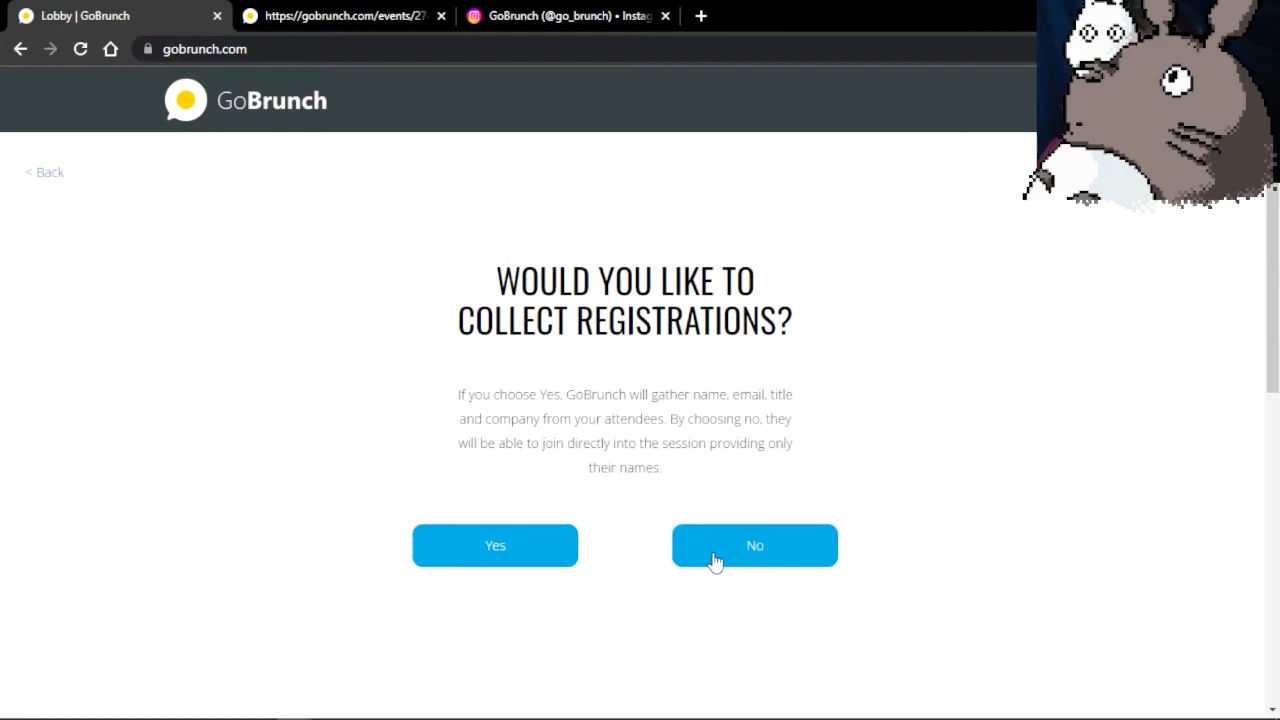 Lobby | GoBrunch
https://gobrunch.com/events/27
GoBrunch (@go_brunch) • Instag
gobrunch.com
GoBrunch
< Back
WOULD YOU LIKE TO
COLLECT REGISTRATIONS?
If you choose Yes, GoBrunch will gather name, email, title
and company from your attendees. By choosing no, they
will be able to join directly into the session providing only
their names.
Yes
No